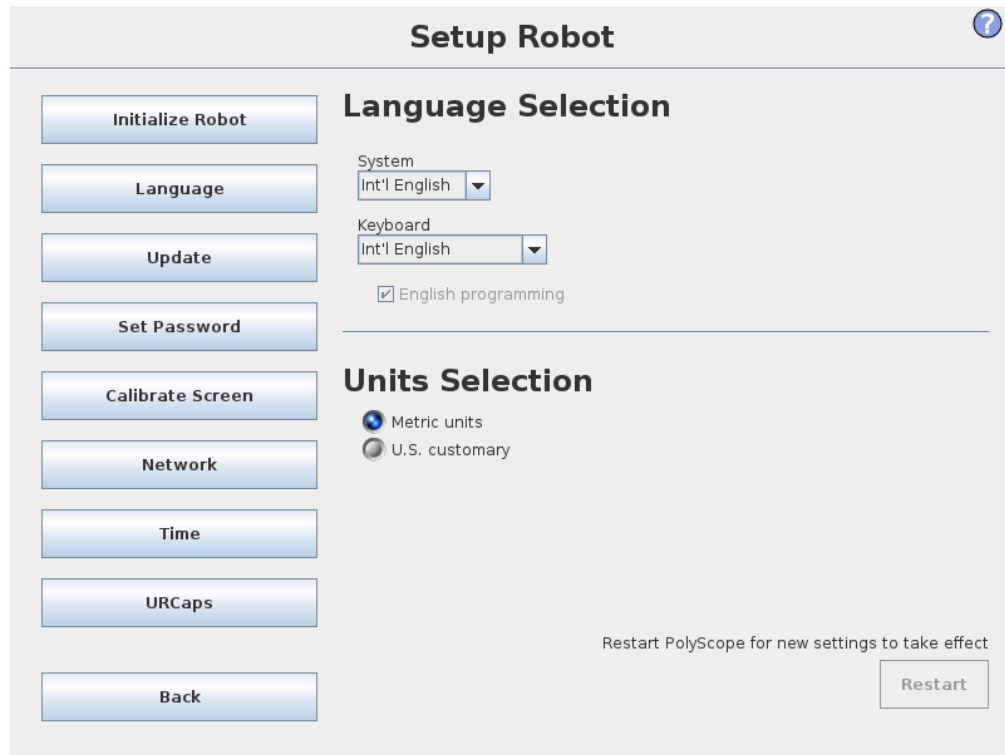 Setup Robot
?
Initialize Robot
Language
Update
Set Password
Calibrate Screen
Network
Time
URCaps
Back
Language Selection
System
Int'l English
Keyboard
Int'l English
English programming
Units Selection
Metric units
U.S. customary
Restart PolyScope for new settings to take effect
Restart